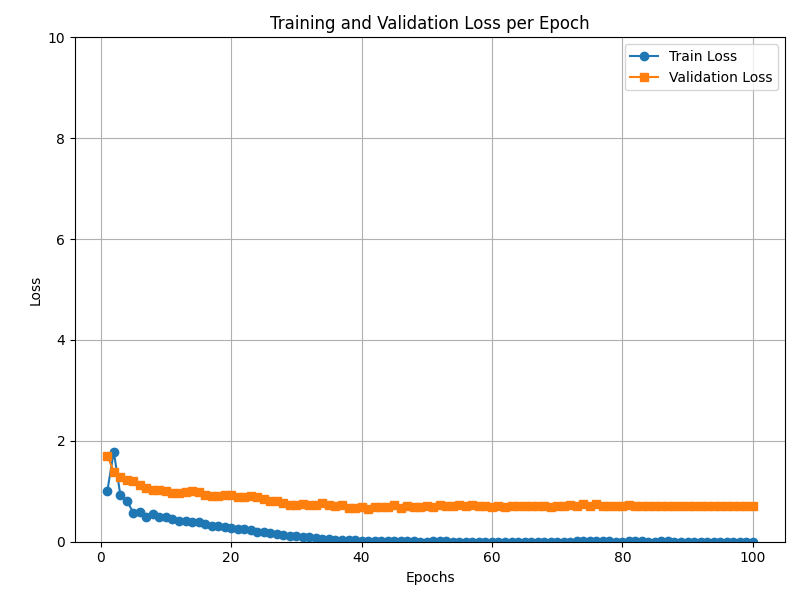 Training and Validation Loss per Epoch
10
8
6
4
2
0
Loss
Train Loss
Validation Loss
0 20 40 60 80 100
Epochs